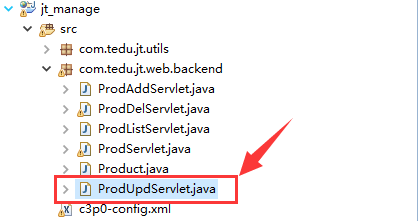 jt_manage
src
com.tedu.jt.utils
com.tedu.jt.web.backend
ProdAddServlet.java
ProdDelServlet.java
ProdListServlet.java
ProdServlet.java
Product.java
ProdUpdServlet.java
c3p0-config.xml